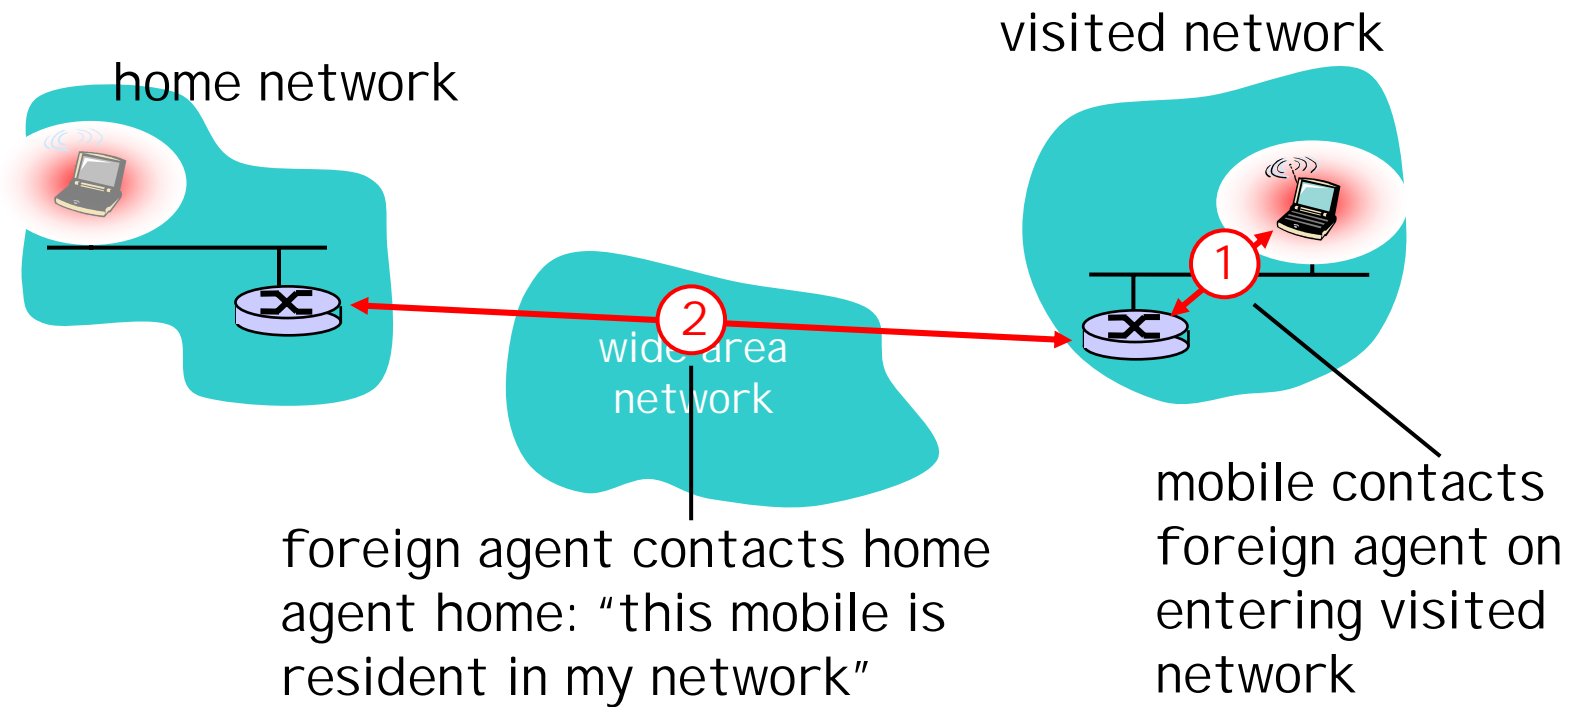 visited network
home network
1
2
wide area
network
foreign agent contacts home
agent home: “this mobile is
resident in my network”
mobile contacts
foreign agent on
entering visited
network